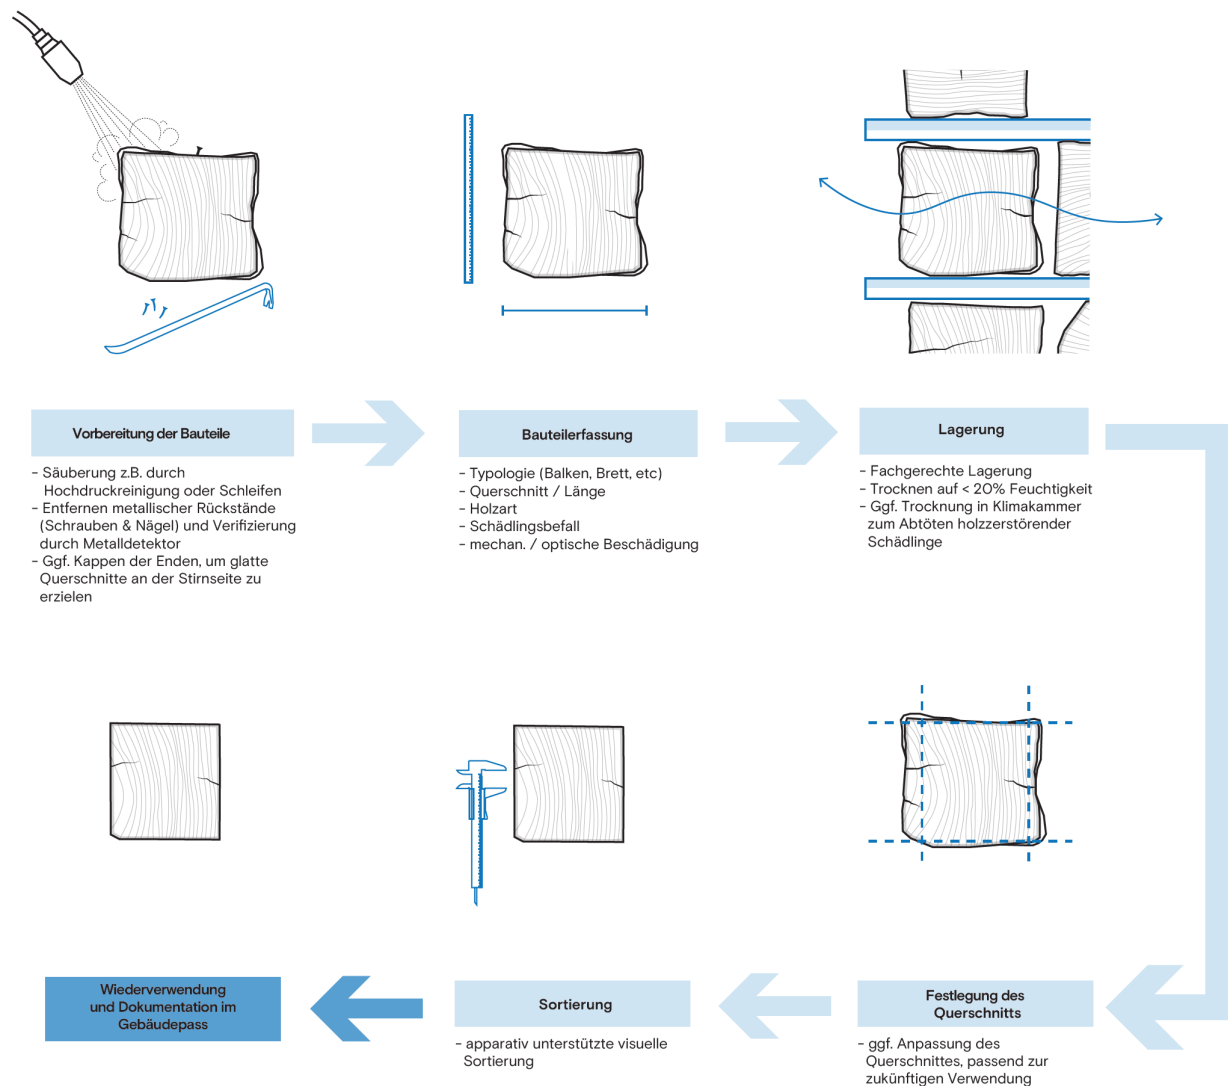 Vorbereitung der Bauteile
– Säuberung z.B. durch
Hochdruckreinigung oder Schleifen
– Entfernen metallischer Rückstände
(Schrauben & Nägel) und Verifizierung
durch Metalldetektor
– Ggf. Kappen der Enden, um glatte
Querschnitte an der Stirnseite zu
erzielen
Bauteilerfassung
– Typologie (Balken, Brett, etc)
– Querschnitt / Länge
– Holzart
– Schädlingsbefall
– mechan. / optische Beschädigung
Lagerung
– Fachgerechte Lagerung
– Trocknen auf < 20% Feuchtigkeit
– Ggf. Trocknung in Klimakammer
zum Abtöten holzzerstörender
Schädlinge
Festlegung des
Querschnitts
– ggf. Anpassung des
Querschnittes, passend zur
zukünftigen Verwendung
Sortierung
– apparativ unterstützte visuelle
Sortierung
Wiederverwendung
und Dokumentation im
Gebäudepass